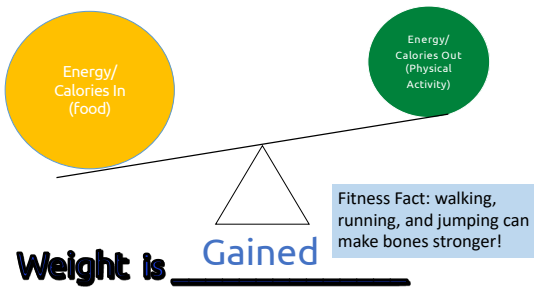 Energy/
Calories In
(Food)
Energy/
Calories Out
(Physical
Activity)
Fitness Fact: walking,
running, and jumping can
make bones stronger!
Gained
Weight is